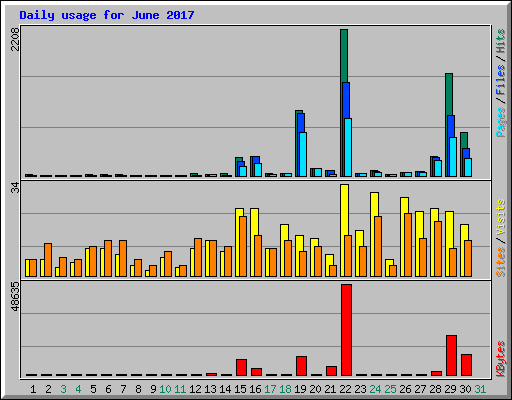 Daily usage for June 2017
2208
Pages / Files / Hits
34
Sites / Visits
48635
KBytes
1 2 3 4 5 6 7 8 9 10 11 12 13 14 15 16 17 18 19 20 21 22 23 24 25 26 27 28 29 30 31